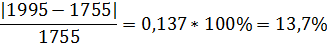 |1995 − 1755|
1755
= 0,137 * 100% = 13,7%